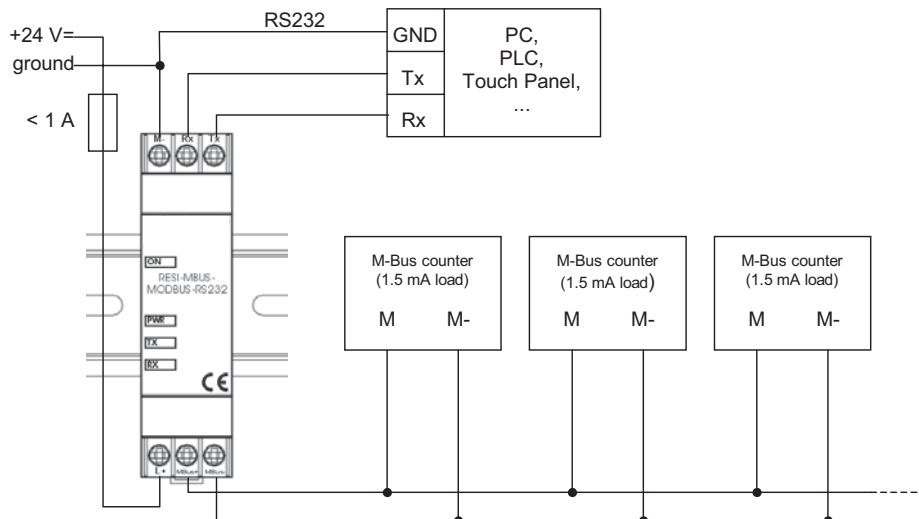 RS232
+24 V=
ground
< 1 A
GND
Tx
Rx
PC,
PLC,
Touch Panel,
...
M- Rx Tx
ON
RESI-MBUS-
MODBUS-RS232
PWR
TX
RX
CE
L+ MBus+ MBus-
M-Bus counter
(1.5 mA load)
M M-
M-Bus counter
(1.5 mA load)
M M-
M-Bus counter
(1.5 mA load)
M M-